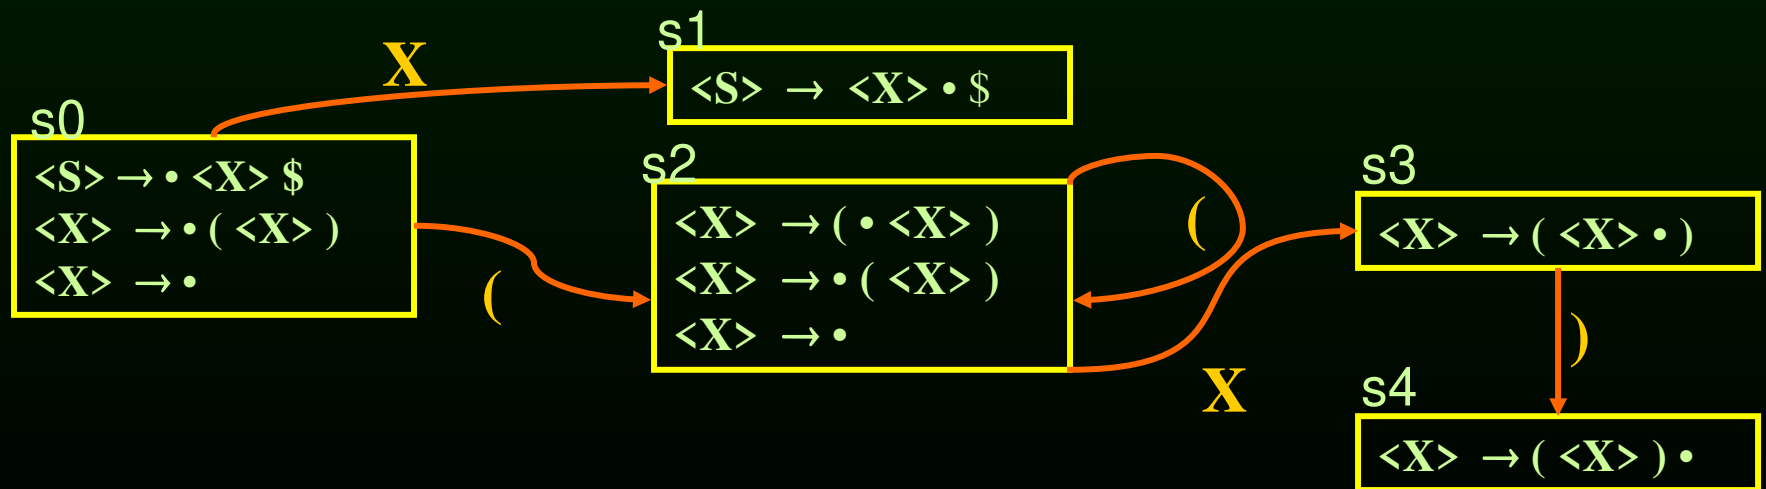 s0
<S> → • <X> $
<X> → • ( <X> )
<X> → •
X
(
s1
<S> → <X> • $
s2
<X> → ( • <X> )
<X> → • ( <X> )
<X> → •
(
X
s3
<X> → ( <X> • )
)
s4
<X> → ( <X> ) •